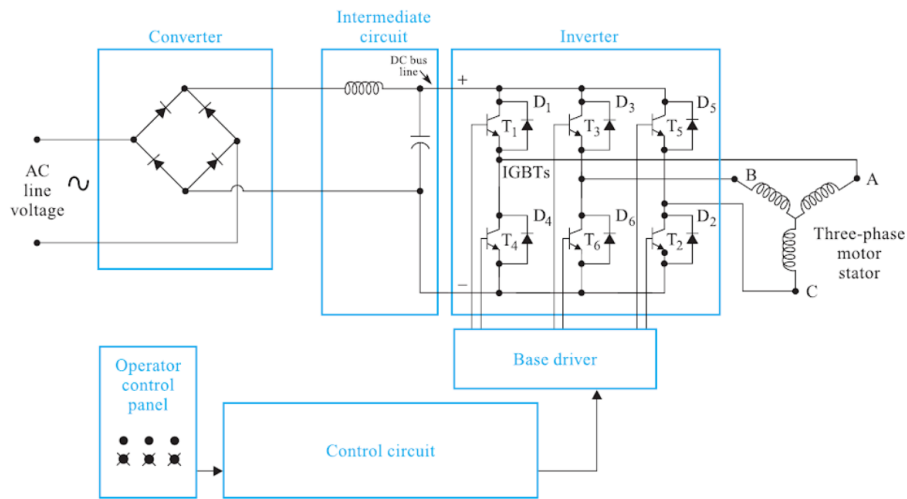 Converter
Intermediate
circuit
Inverter
DC bus
line
+
D1
D3
D5
T1
T3
T5
AC
line
voltage
IGBTs
B
A
D4
D6
D2
T4
T6
T2
Three-phase
motor
stator
−
C
Base driver
Operator
control
panel
Control circuit